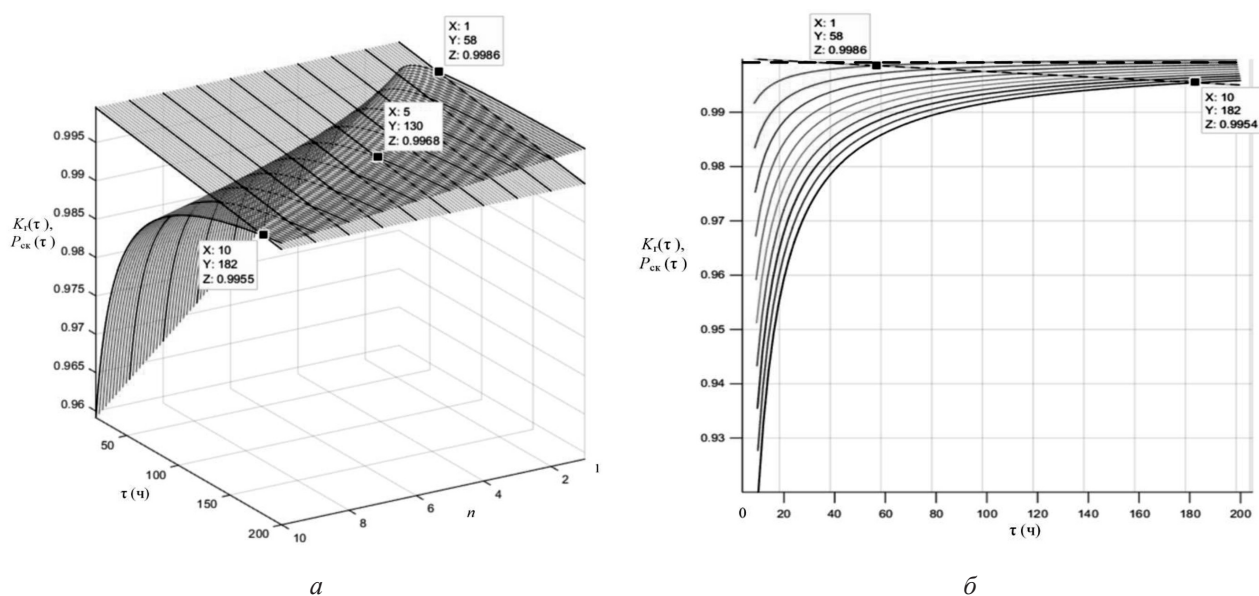 X: 1
Y: 58
Z: 0.9986
X: 5
Y: 130
Z: 0.9968
X: 10
Y: 182
Z: 0.9955
0.995
0.99
0.985
0.98
0.975
0.97
0.965
0.96
Kг(τ),
Pск(τ)
50
100
150
200
τ (ч)
10
8
6
4
2
1
n
а
X: 1
Y: 58
Z: 0.9986
X: 10
Y: 182
Z: 0.9954
0.99
0.98
0.97
0.96
0.95
0.94
0.93
Kг(τ),
Pск(τ)
0 20 40 60 80 100 120 140 160 180 200
τ (ч)
б